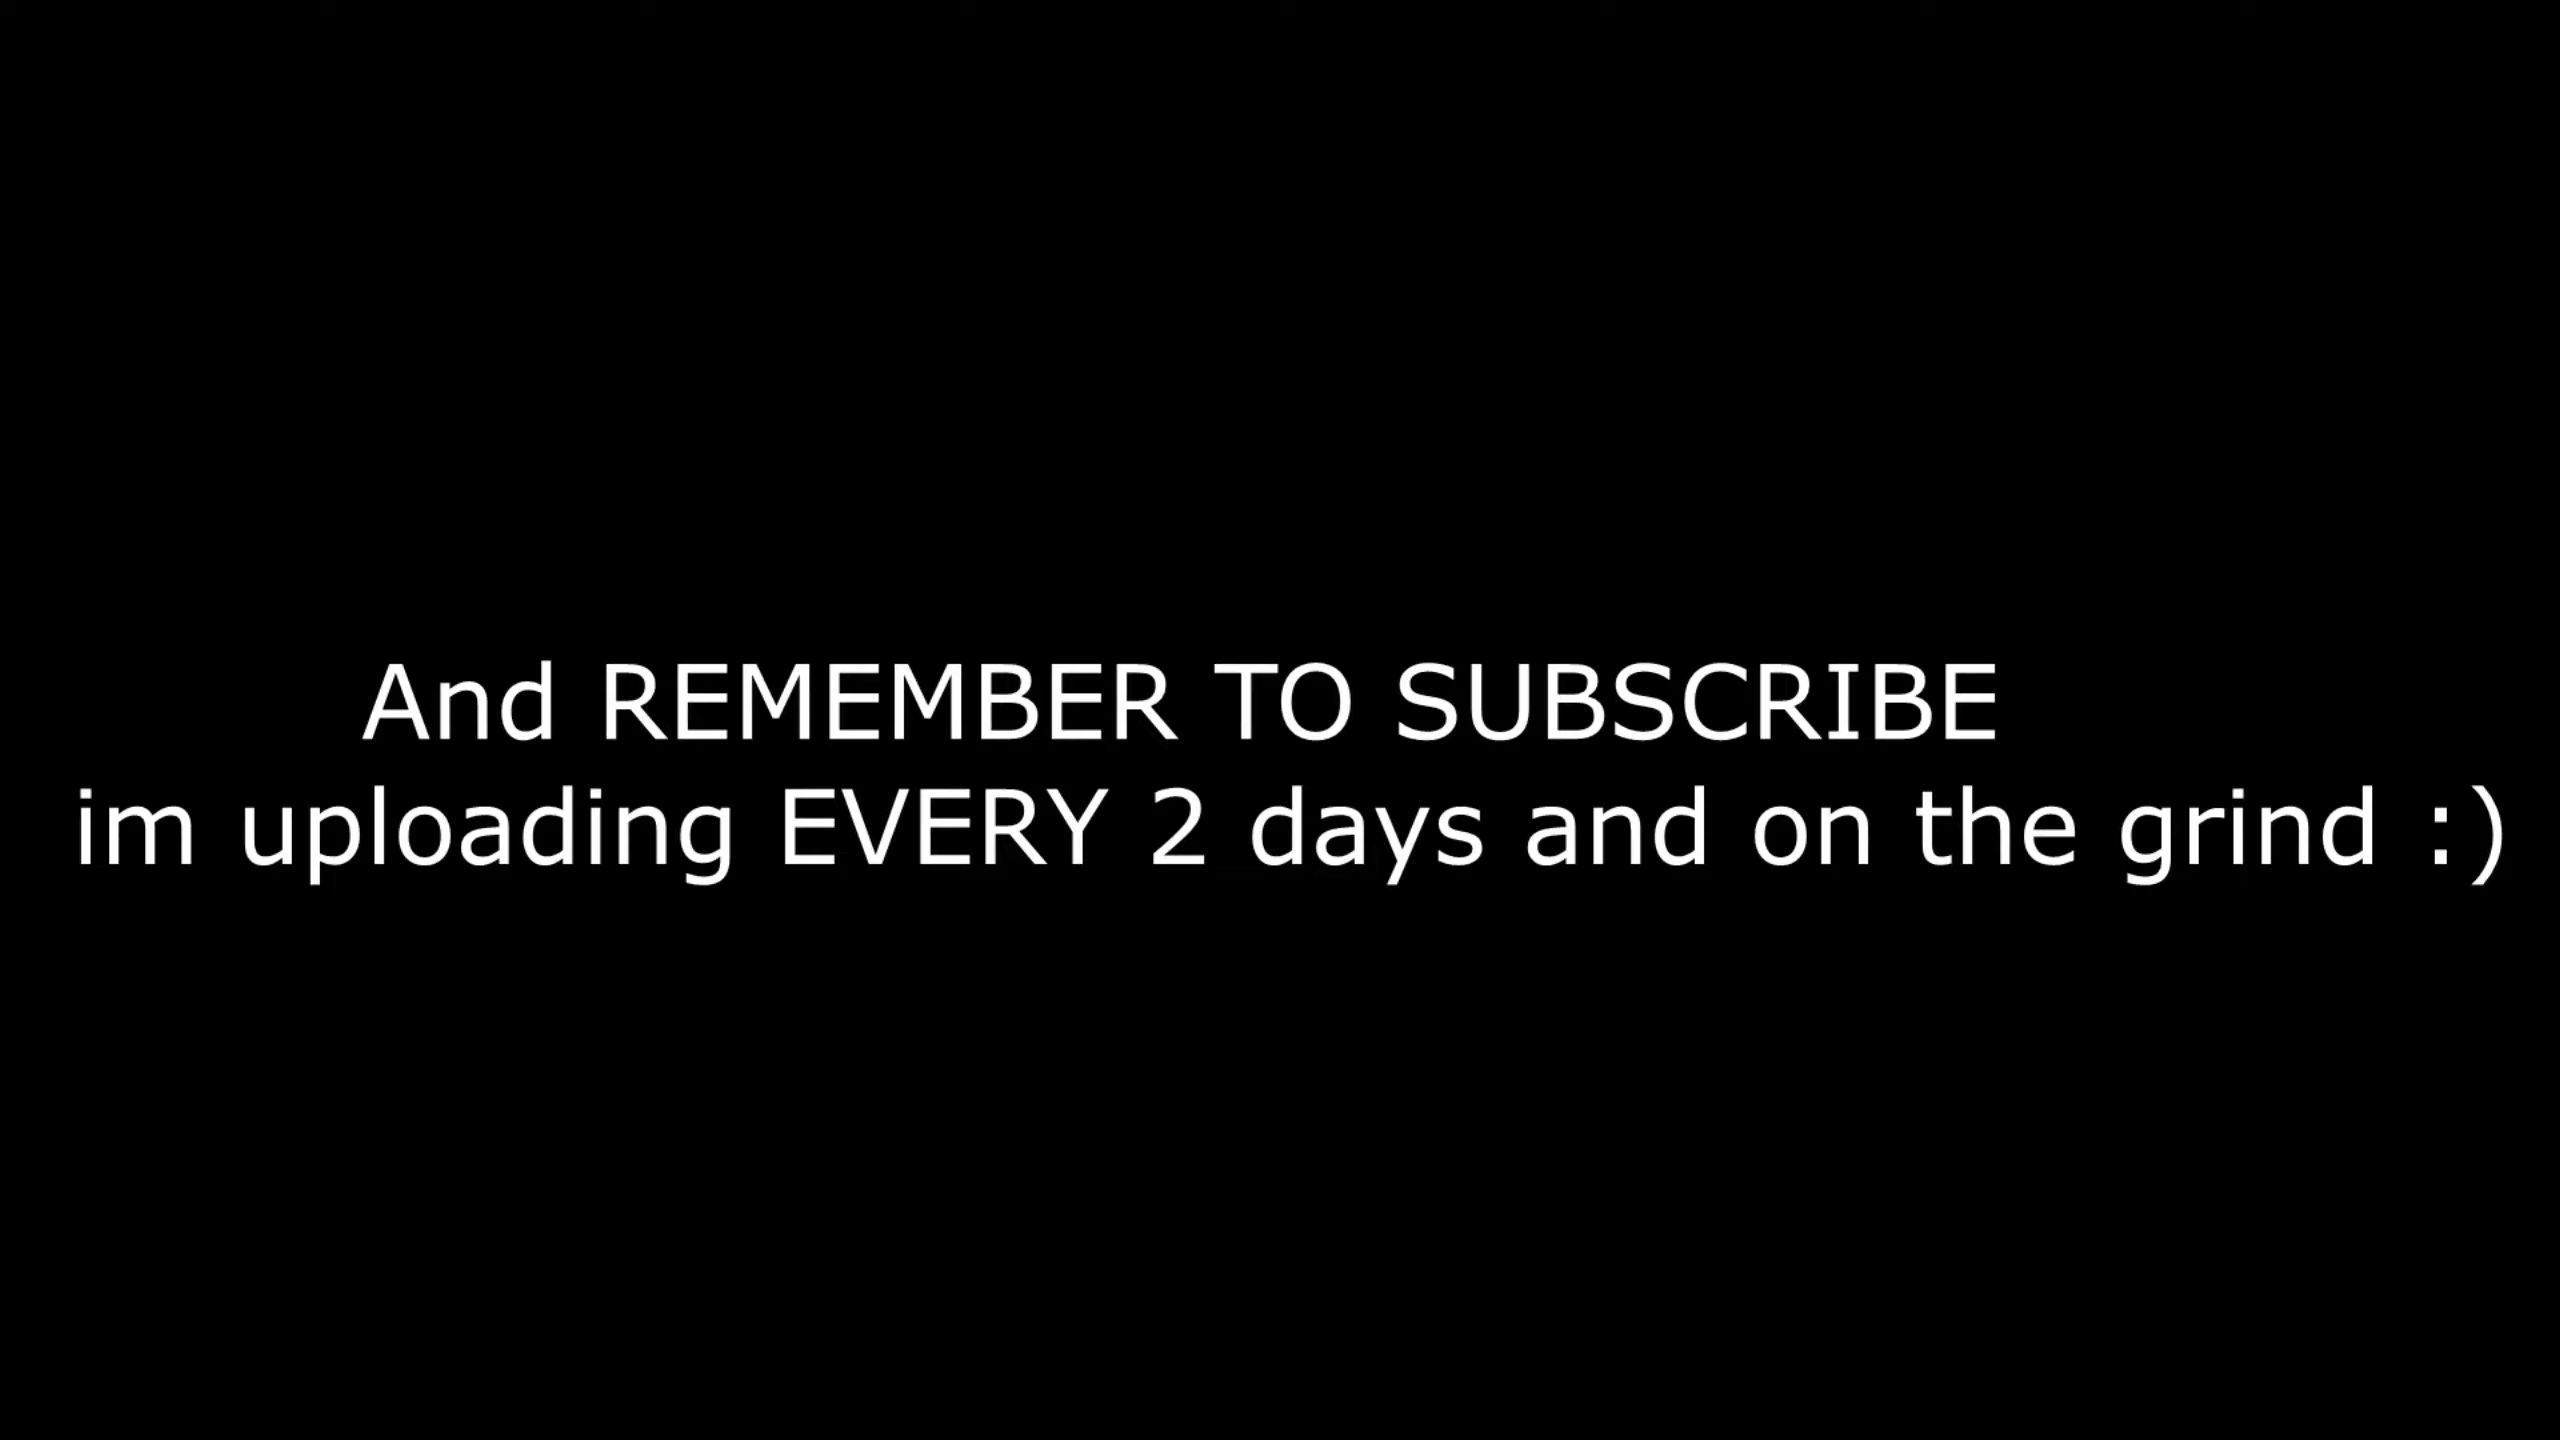 And REMEMBER TO SUBSCRIBE
im uploading EVERY 2 days and on the grind :)